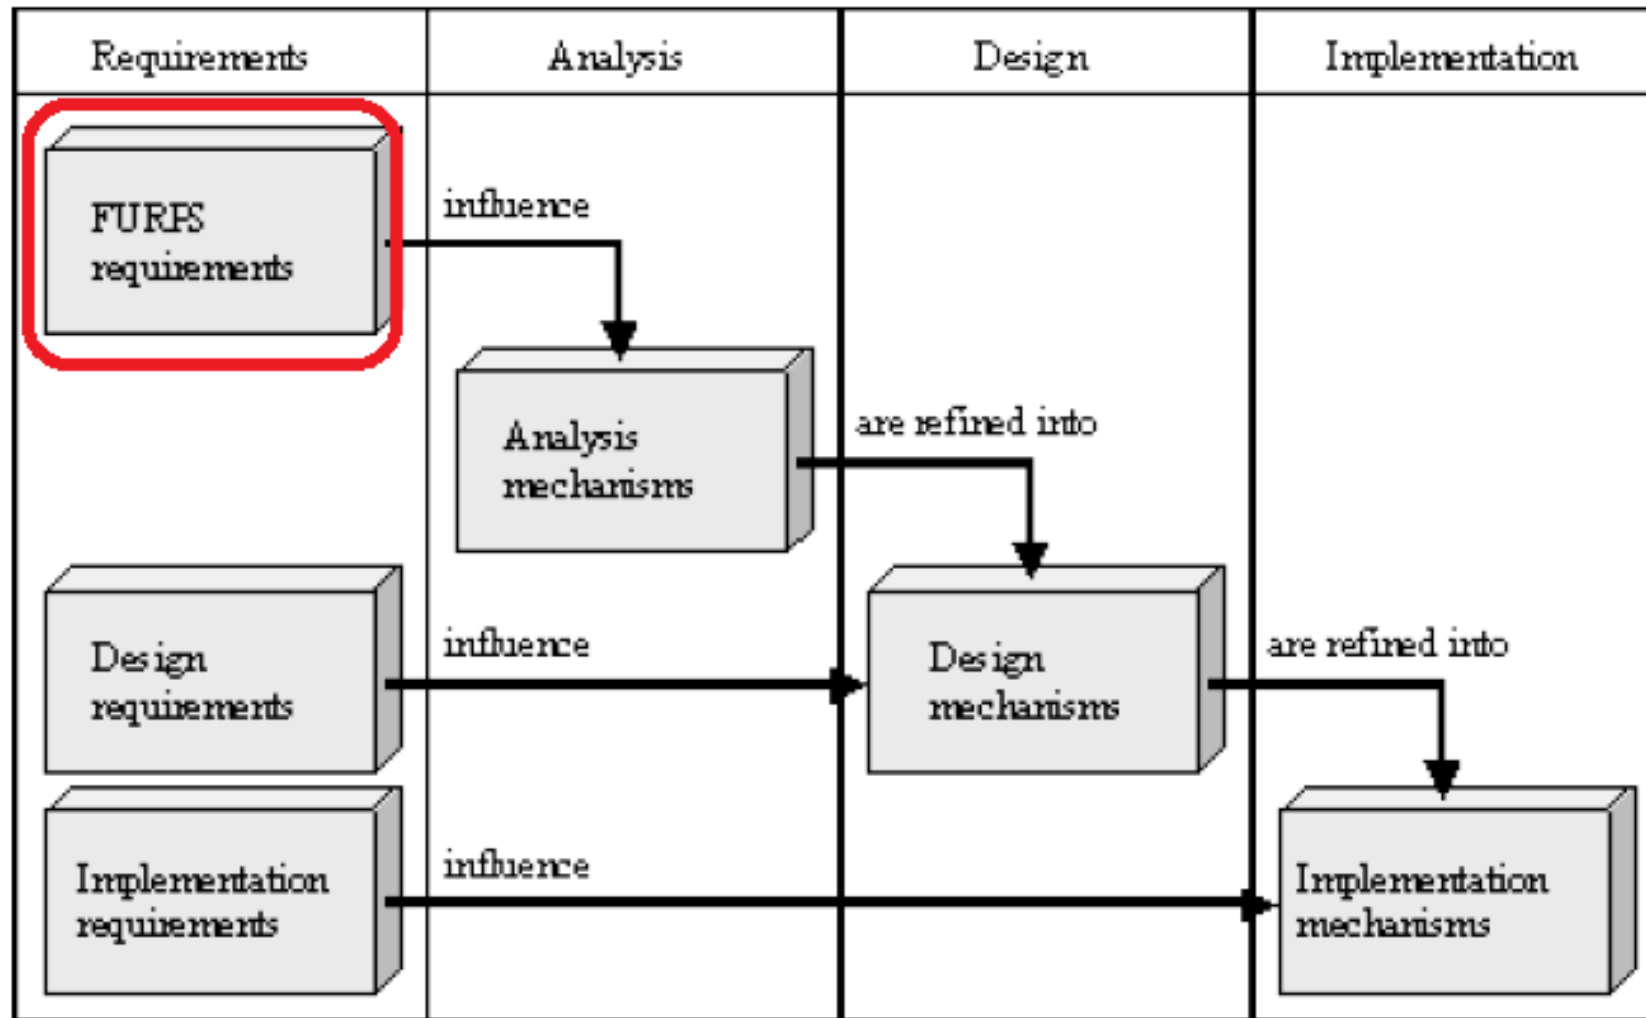 Requirements
Analysis
Design
Implementation
FURPS
requirements
influence
Analysis
mechanisms
are refined into
Design
requirements
influence
Design
mechanisms
are refined into
Implementation
requirements
influence
Implementation
mechanisms